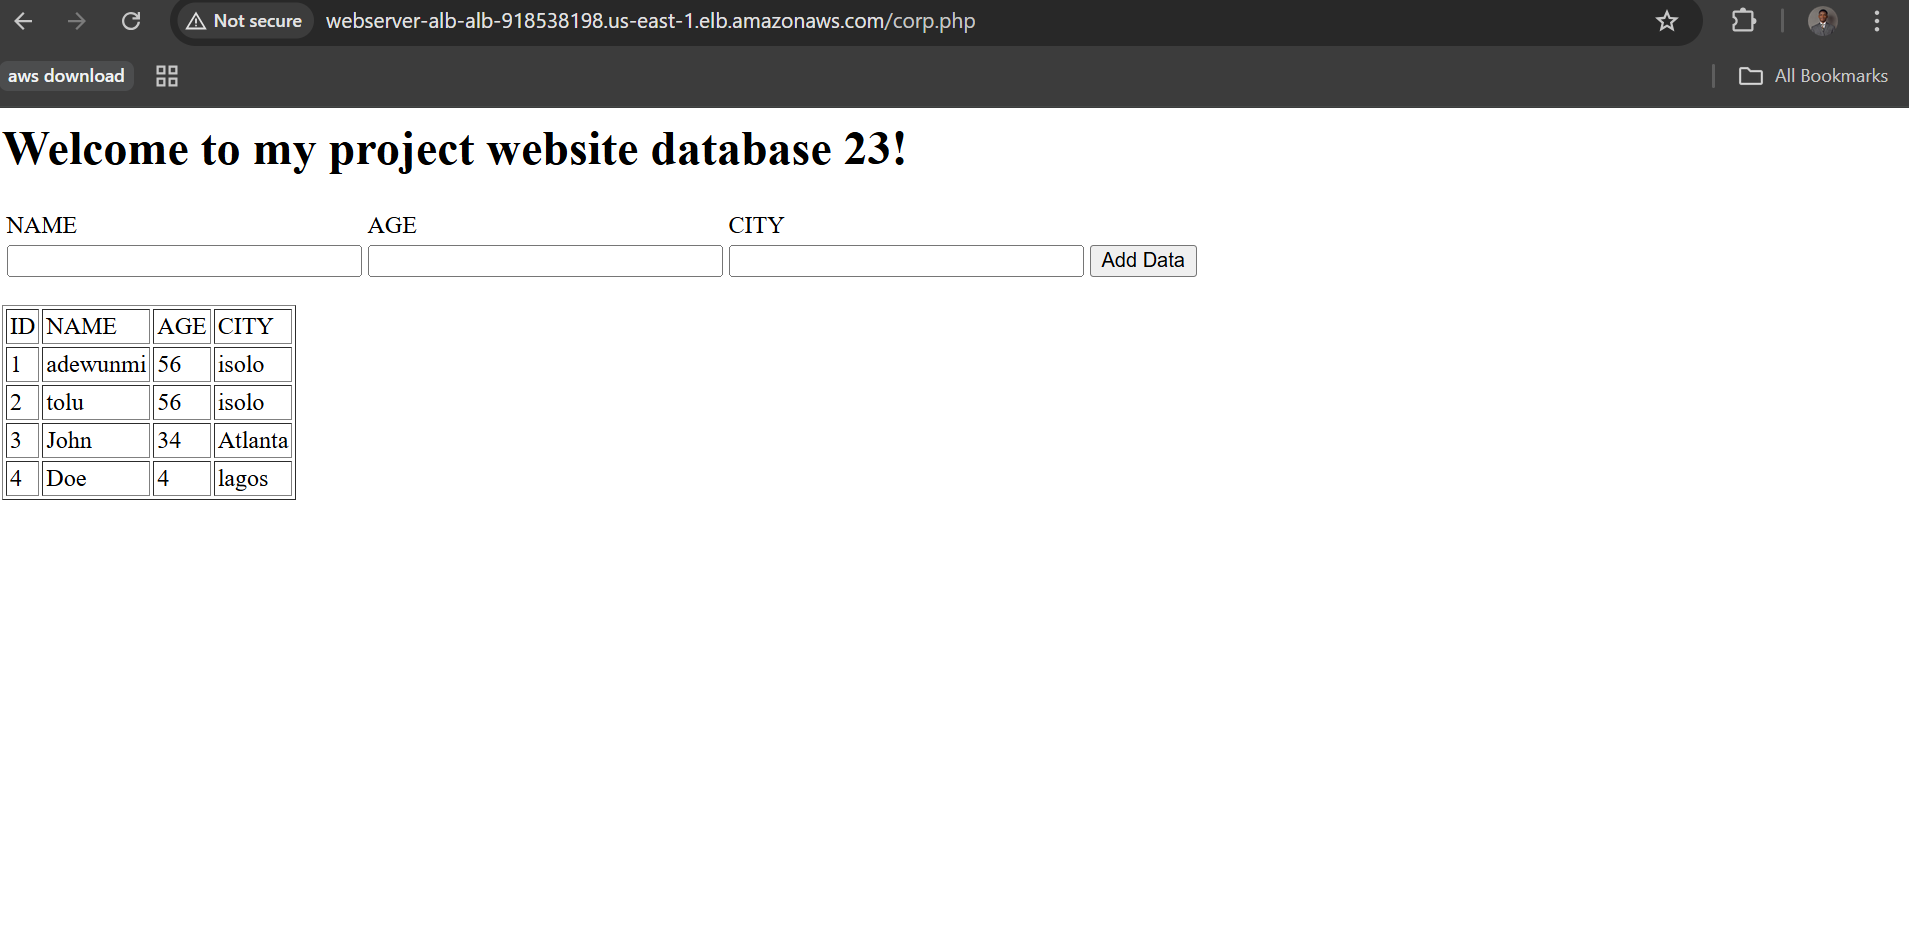 Not secure webserver-alb-alb-918538198.us-east-1.elb.amazonaws.com/corp.php
aws download All Bookmarks
Welcome to my project website database 23!
NAME AGE CITY
Add Data
ID NAME AGE CITY
1 adewunmi 56 isolo
2 tolu 56 isolo
3 John 34 Atlanta
4 Doe 4 lagos